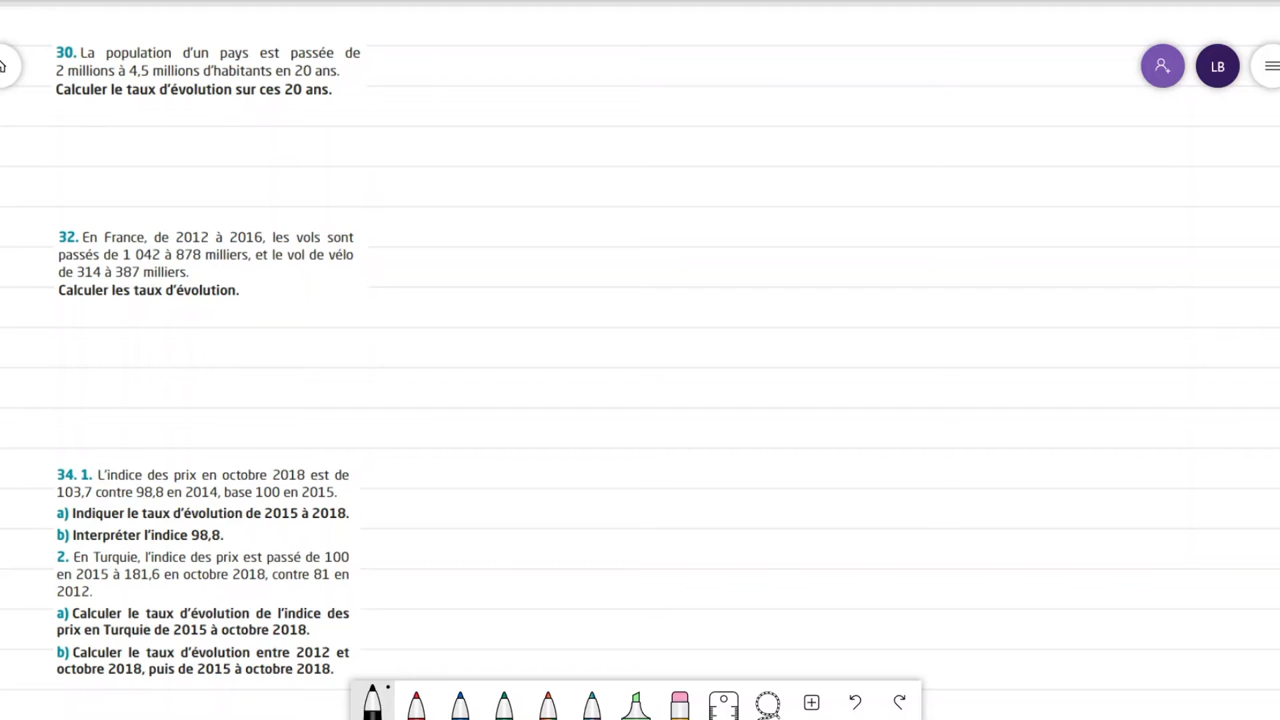 30. La population d'un pays est passée de
2 millions à 4,5 millions d'habitants en 20 ans.
Calculer le taux d'évolution sur ces 20 ans.
LB
32. En France, de 2012 à 2016, les vols sont
passés de 1 042 à 878 milliers, et le vol de vélo
de 314 à 387 milliers.
Calculer les taux d'évolution.
34. 1. L'indice des prix en octobre 2018 est de
103,7 contre 98,8 en 2014, base 100 en 2015.
a) Indiquer le taux d'évolution de 2015 à 2018.
b) Interpréter l'indice 98,8.
2. En Turquie, l'indice des prix est passé de 100
en 2015 à 181,6 en octobre 2018, contre 81 en
2012.
a) Calculer le taux d'évolution de l'indice des
prix en Turquie de 2015 à octobre 2018.
b) Calculer le taux d'évolution entre 2012 et
octobre 2018, puis de 2015 à octobre 2018.